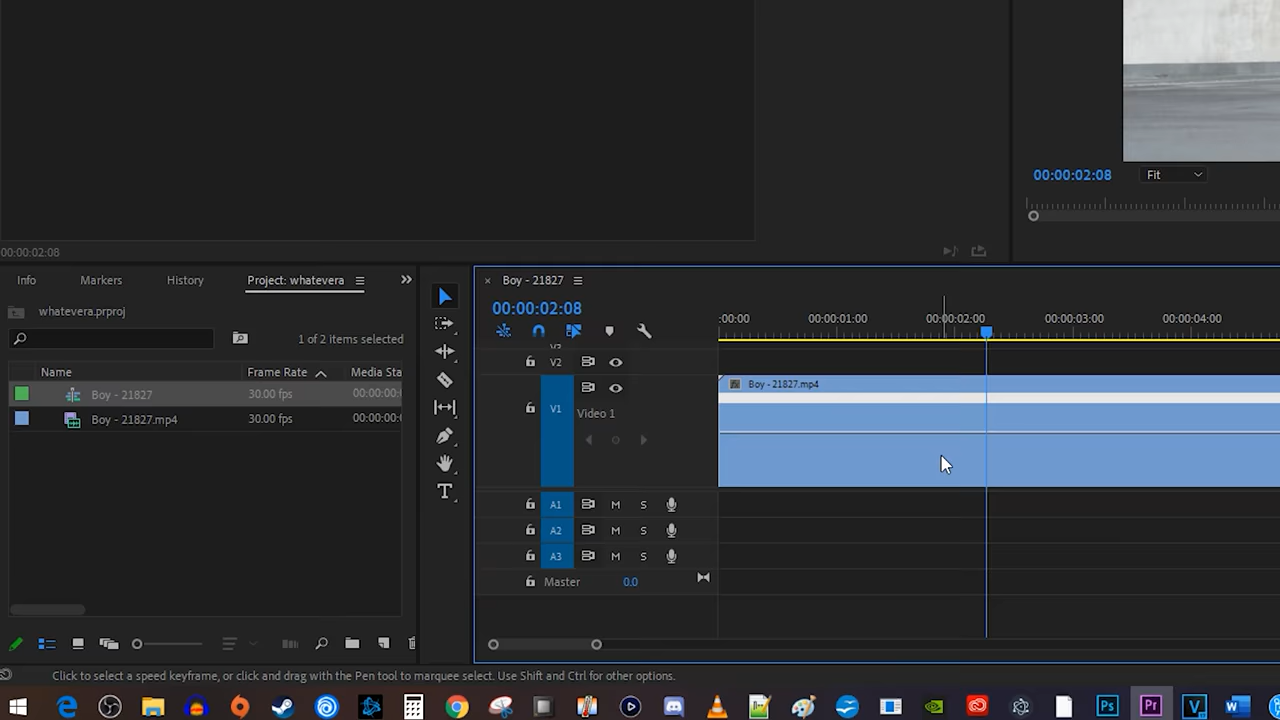 00:00:02:08
Fit
00:00:02:08
Info
Markers
History
Project: whatevera
whatevera.prproj
1 of 2 items selected
Name
Frame Rate
Media Sta
Boy - 21827
30.00 fps
00:00:00:
Boy - 21827.mp4
30.00 fps
00:00:00:
T
Boy - 21827
00:00:02:08
:00:00
00:00:01:00
00:00:02:00
00:00:03:00
00:00:04:00
V3
V2
V1
Video 1
Boy - 21827.mp4
A1
M
S
A2
M
S
A3
M
S
Master
0.0
Click to select a speed keyframe, or click and drag with the Pen tool to marquee select. Use Shift and Ctrl for other options.
Ps
Pr
V
W